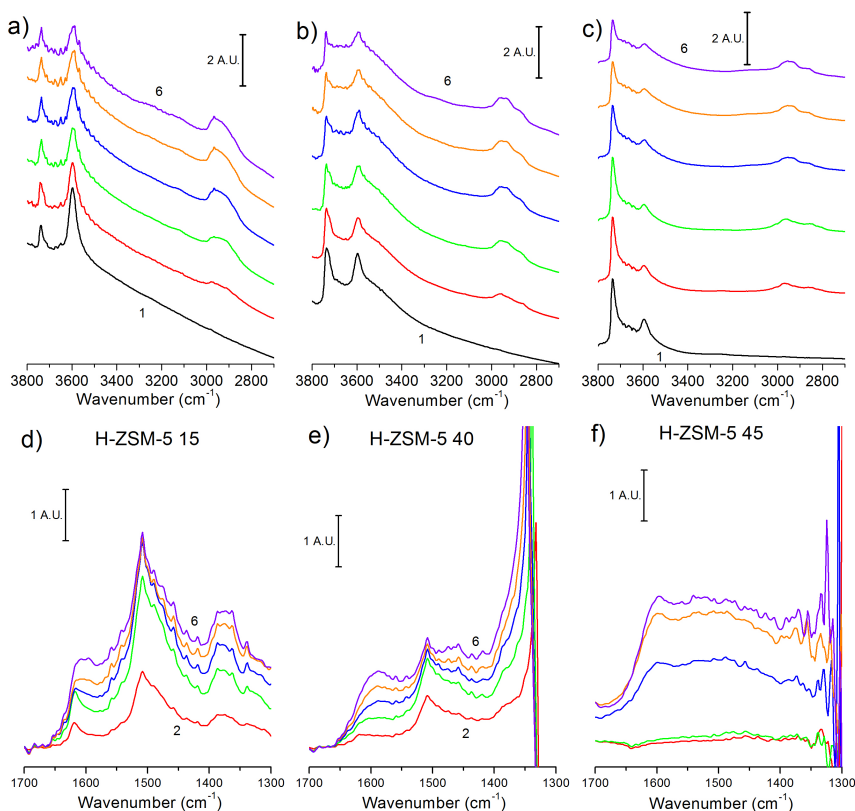 a)
6
2 A.U.
1
3800 3600 3400 3200 3000 2800
Wavenumber (cm⁻¹)
b)
6
2 A.U.
1
3800 3600 3400 3200 3000 2800
Wavenumber (cm⁻¹)
c)
6
2 A.U.
1
3800 3600 3400 3200 3000 2800
Wavenumber (cm⁻¹)
d)
H-ZSM-5 15
1 A.U.
6
2
1700 1600 1500 1400 1300
Wavenumber (cm⁻¹)
e)
H-ZSM-5 40
1 A.U.
6
2
1700 1600 1500 1400 1300
Wavenumber (cm⁻¹)
f)
H-ZSM-5 45
1 A.U.
1700 1600 1500 1400 1300
Wavenumber (cm⁻¹)